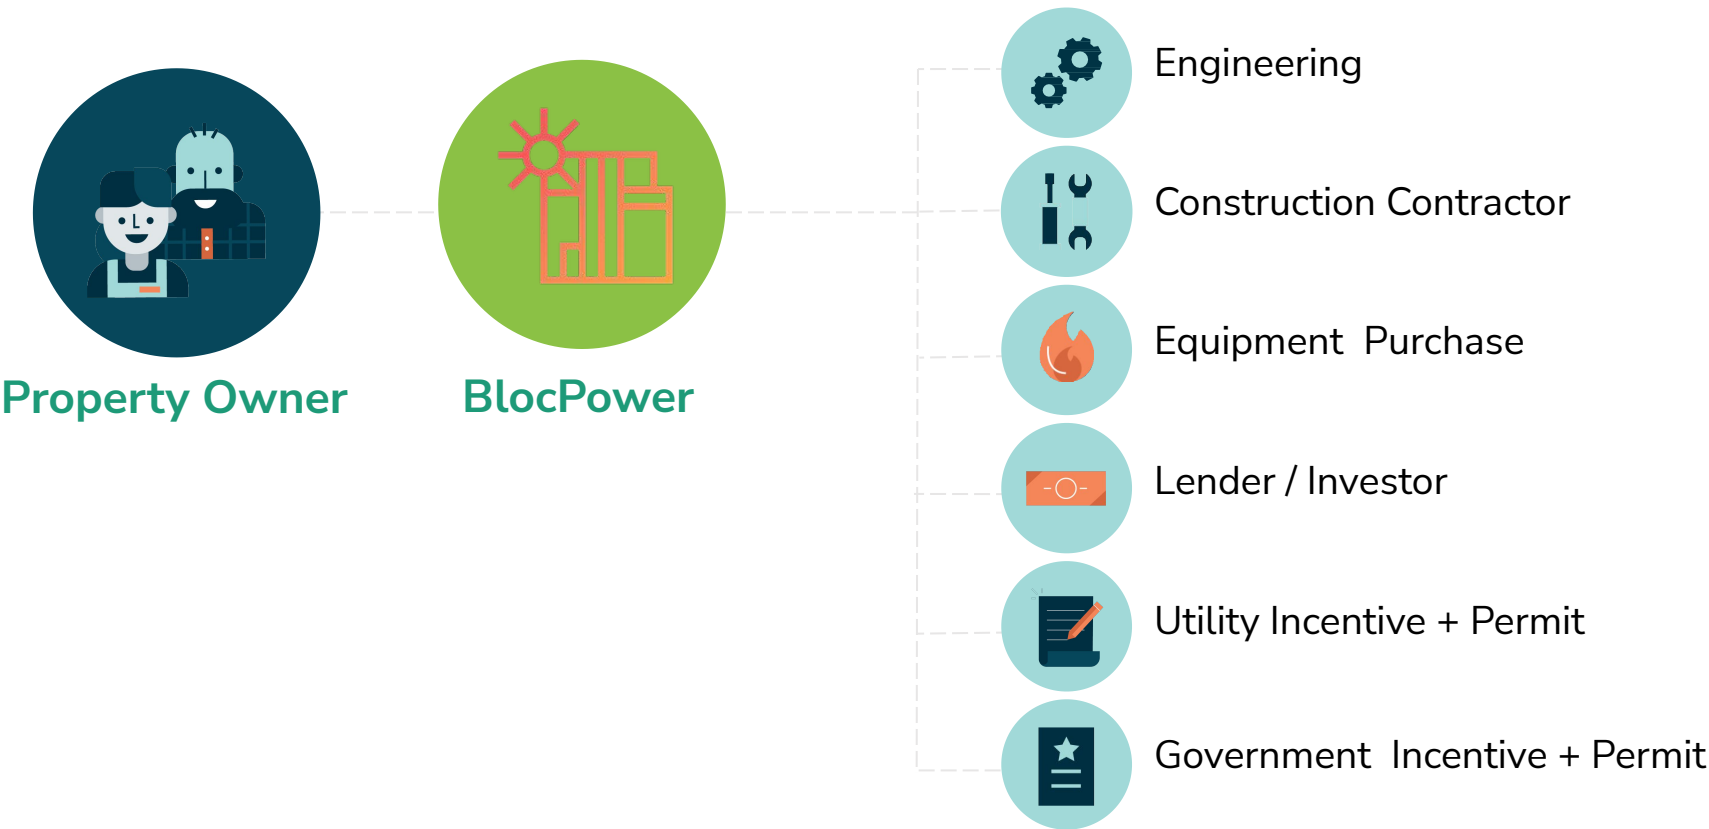 Property Owner
BlocPower
Engineering
Construction Contractor
Equipment Purchase
Lender / Investor
Utility Incentive + Permit
Government Incentive + Permit